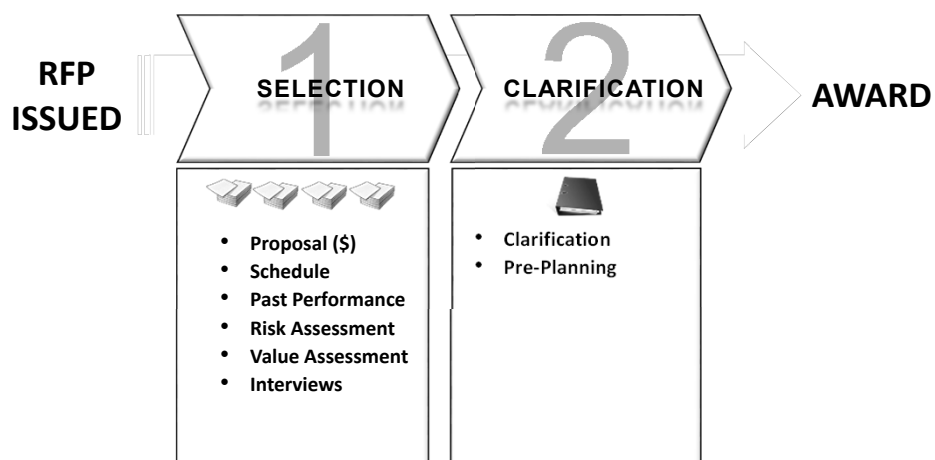 RFP
ISSUED
1
SELECTION
2
CLARIFICATION
AWARD
• Proposal ($)
• Schedule
• Past Performance
• Risk Assessment
• Value Assessment
• Interviews
• Clarification
• Pre-Planning